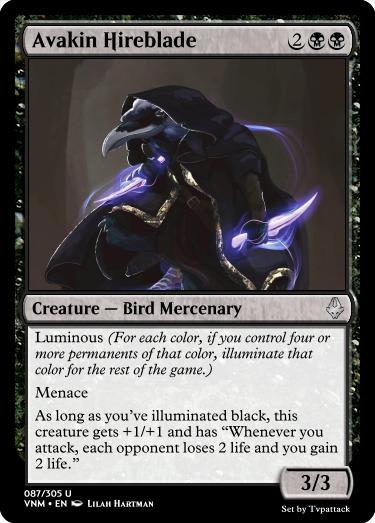 Avakin Hireblade 2
Creature — Bird Mercenary
Luminous (For each color, if you control four or
more permanents of that color, illuminate that
color for the rest of the game.)
Menace
As long as you've illuminated black, this
creature gets +1/+1 and has “Whenever you
attack, each opponent loses 2 life and you gain
2 life.”
3/3
087/305 U
VNM • EN Lilah Hartman
Set by Tvpattack